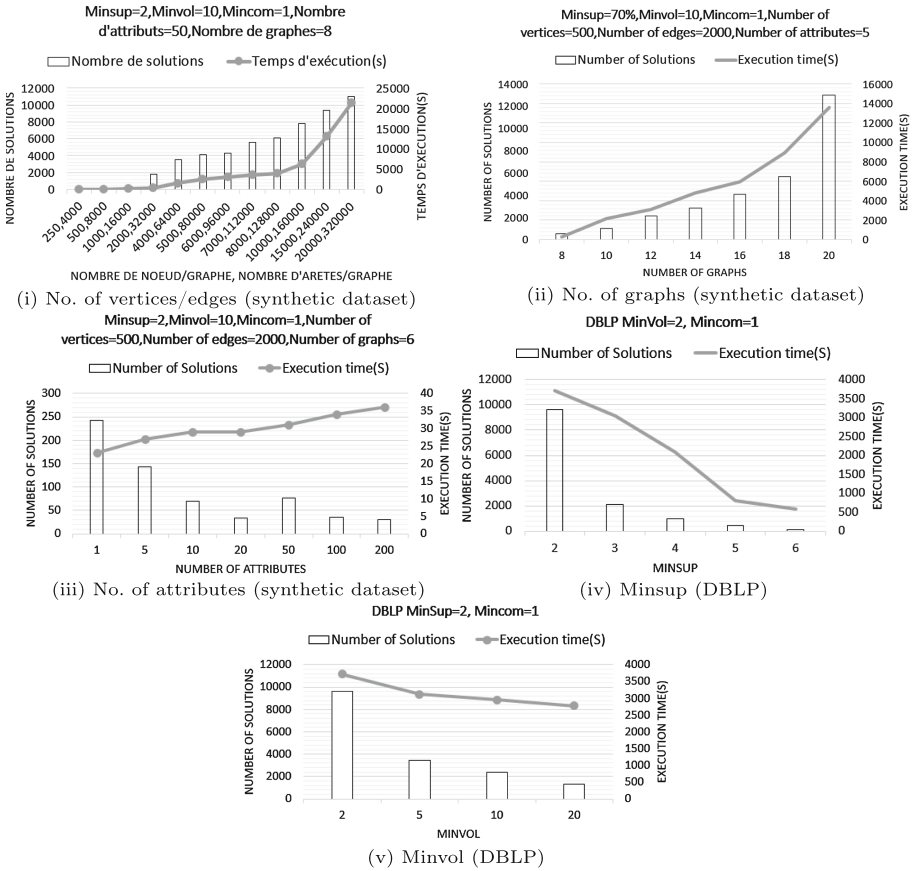 Minsup=2,Minvol=10,Mincom=1,Nombre
d'attributs=50,Nombre de graphes=8
Nombre de solutions
Temps d'exécution(s)
NOMBRE DE SOLUTIONS
12000
10000
8000
6000
4000
2000
0
25000
20000
15000
10000
5000
0
TEMPS D'EXECUTION(S)
250,4000
500,8000
1000,16000
2000,32000
4000,64000
5000,80000
6000,96000
7000,112000
8000,128000
10000,160000
15000,240000
20000,320000
NOMBRE DE NOEUD/GRAPHE, NOMBRE D'ARETES/GRAPHE
(i) No. of vertices/edges (synthetic dataset)
Minsup=70%,Minvol=10,Mincom=1,Number of
vertices=500,Number of edges=2000,Number of attributes=5
Number of Solutions
Execution time(S)
NUMBER OF SOLUTIONS
14000
12000
10000
8000
6000
4000
2000
0
16000
14000
12000
10000
8000
6000
4000
2000
0
EXECUTION TIME(S)
8 10 12 14 16 18 20
NUMBER OF GRAPHS
(ii) No. of graphs (synthetic dataset)
Minsup=2,Minvol=10,Mincom=1,Number of
vertices=500,Number of edges=2000,Number of graphs=6
Number of Solutions
Execution time(S)
NUMBER OF SOLUTIONS
300
250
200
150
100
50
0
40
35
30
25
20
15
10
5
0
EXECUTION TIME(S)
1 5 10 20 50 100 200
NUMBER OF ATTRIBUTES
(iii) No. of attributes (synthetic dataset)
DBLP MinVol=2, Mincom=1
Number of Solutions
Execution time(S)
NUMBER OF SOLUTIONS
12000
10000
8000
6000
4000
2000
0
4000
3500
3000
2500
2000
1500
1000
500
0
EXECUTION TIME(S)
2 3 4 5 6
MINSUP
(iv) Minsup (DBLP)
DBLP MinSup=2, Mincom=1
Number of Solutions
Execution time(S)
NUMBER OF SOLUTIONS
12000
10000
8000
6000
4000
2000
0
4000
3500
3000
2500
2000
1500
1000
500
0
EXECUTION TIME(S)
2 5 10 20
MINVOL
(v) Minvol (DBLP)